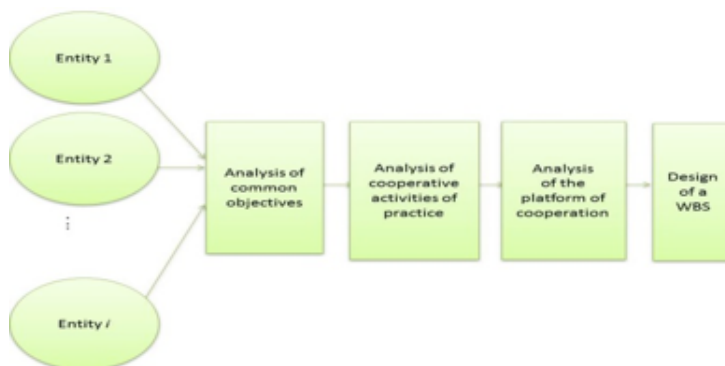 Entity 1
Entity 2
⋮
Entity i
Analysis of
common
objectives
Analysis of
cooperative
activities of
practice
Analysis
of the
platform of
cooperation
Design
of a
WBS